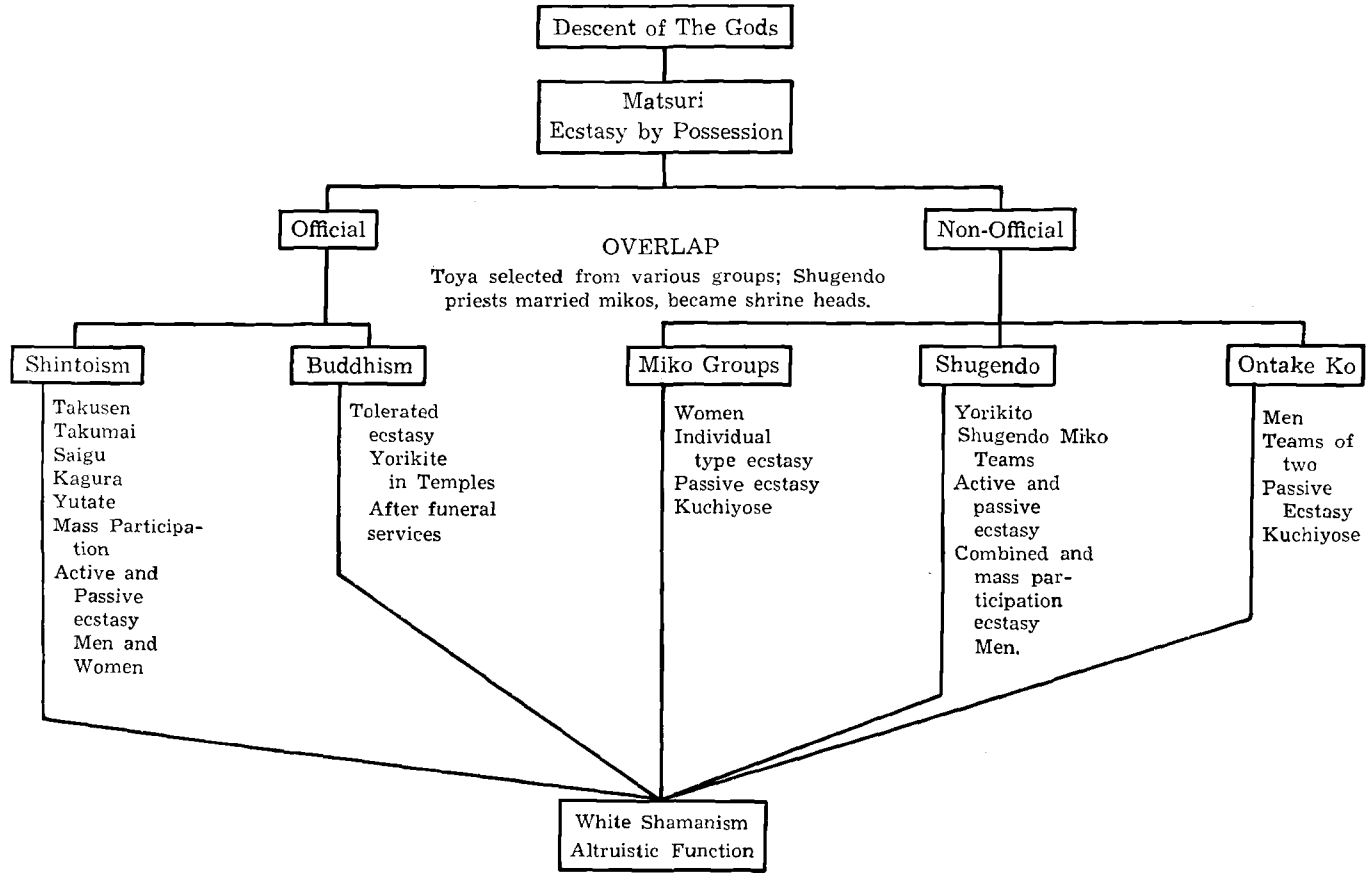 Descent of The Gods
Matsuri
Ecstasy by Possession
Official
Non-Official
OVERLAP
Toya selected from various groups; Shugendo
priests married mikos, became shrine heads.
Shintoism
Takusen
Takumai
Saigu
Kagura
Yutate
Mass Participa-
tion
Active and
Passive
ecstasy
Men and
Women
Buddhism
Tolerated
ecstasy
Yorikite
in Temples
After funeral
services
Miko Groups
Women
Individual
type ecstasy
Passive ecstasy
Kuchiyose
Shugendo
Yorikito
Shugendo Miko
Teams
Active and
passive
ecstasy
Combined and
mass par-
ticipation
ecstasy
Men.
Ontake Ko
Men
Teams of
two
Passive
Ecstasy
Kuchiyose
White Shamanism
Altruistic Function